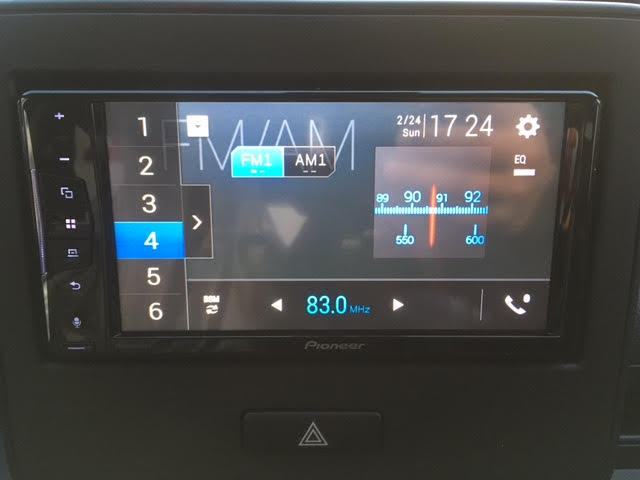 1
2
3
4
5
6
FM/AM
FM1
AM1
2/24
Sun
17 24
EQ
89 90 91 92
550 600
BSM
83.0 MHz
Pioneer